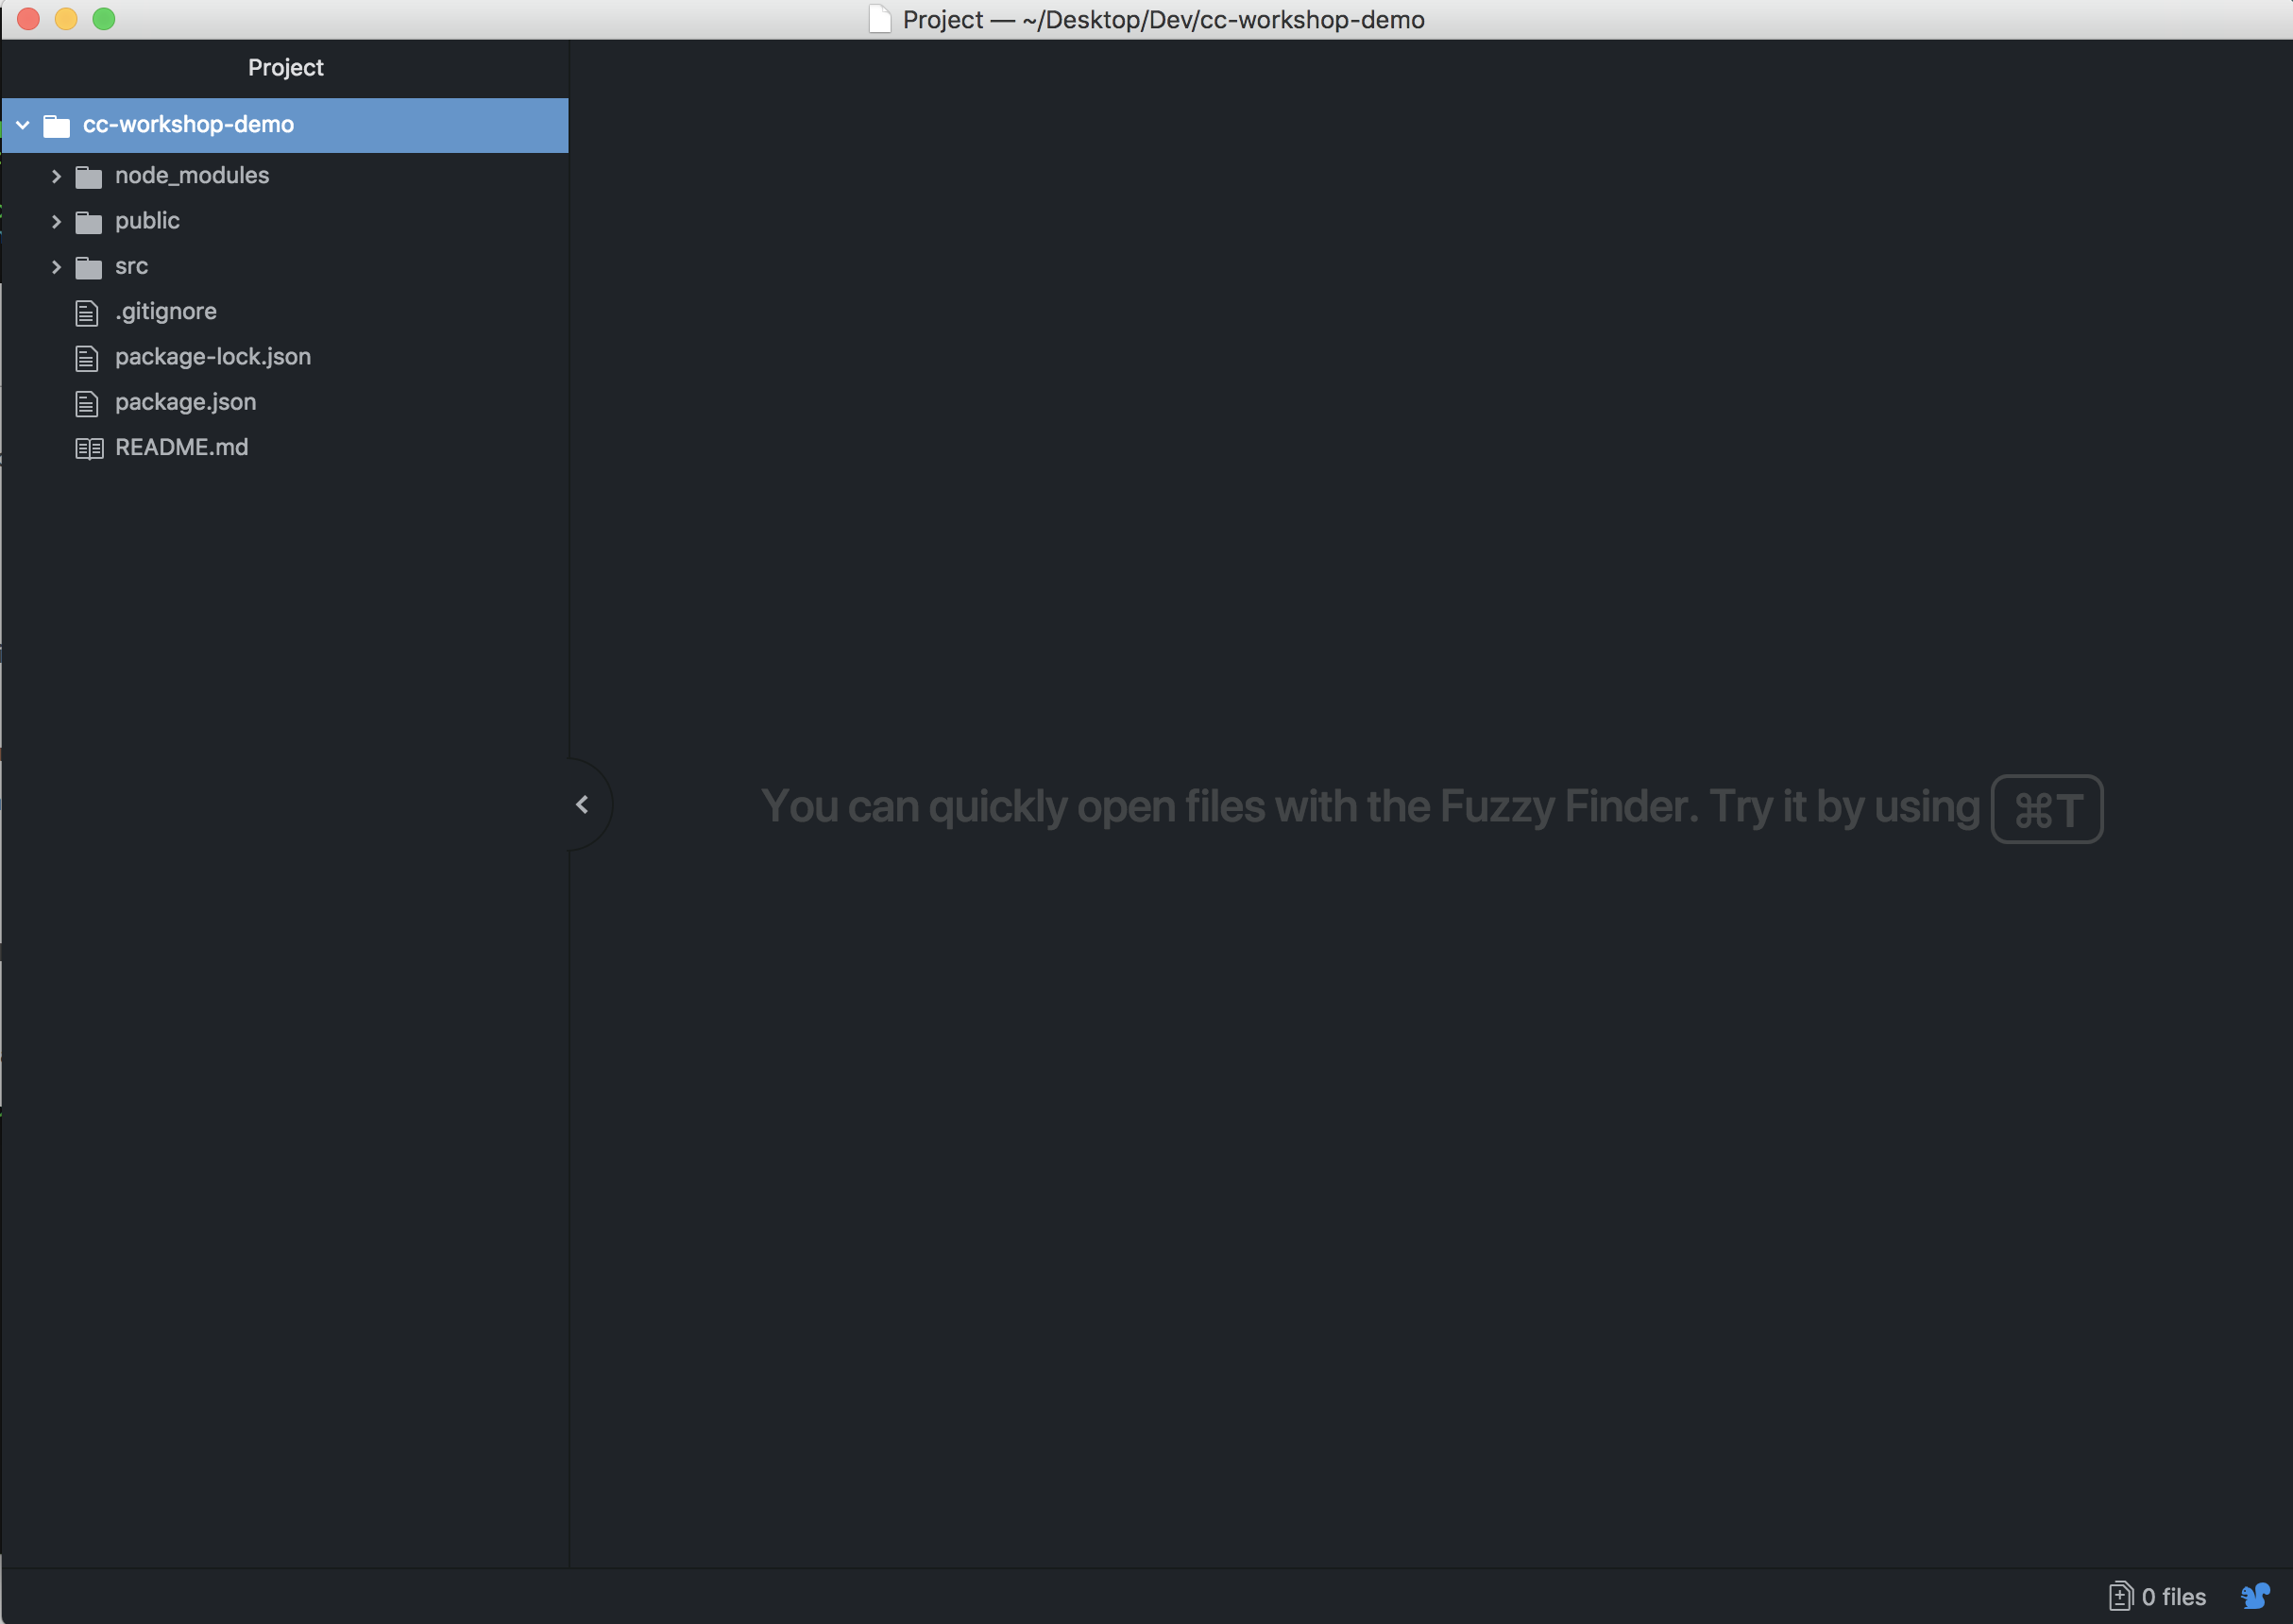 Project — ~/Desktop/Dev/cc-workshop-demo
Project
cc-workshop-demo
node_modules
public
src
.gitignore
package-lock.json
package.json
README.md
You can quickly open files with the Fuzzy Finder. Try it by using ⌘T
0 files